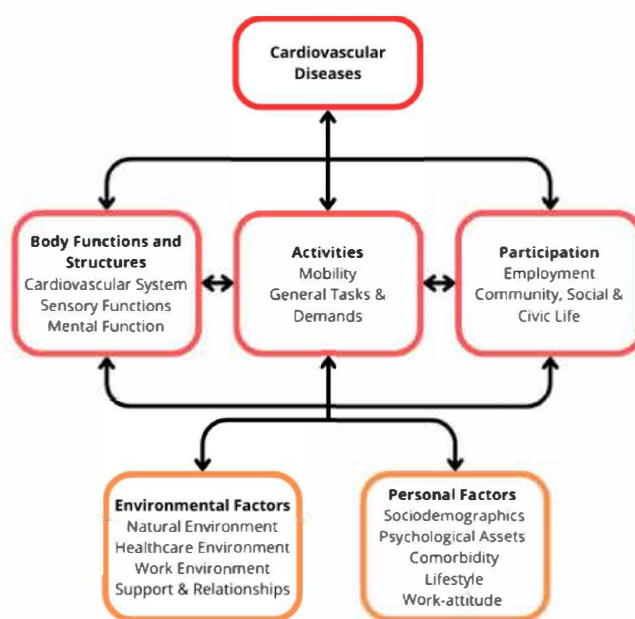 Cardiovascular
Diseases
Body Functions and
Structures
Cardiovascular System
Sensory Functions
Mental Function
Activities
Mobility
General Tasks &
Demands
Participation
Employment
Community, Social &
Civic Life
Environmental Factors
Natural Environment
Healthcare Environment
Work Environment
Support & Relationships
Personal Factors
Sociodemographics
Psychological Assets
Comorbidity
Lifestyle
Work-attitude